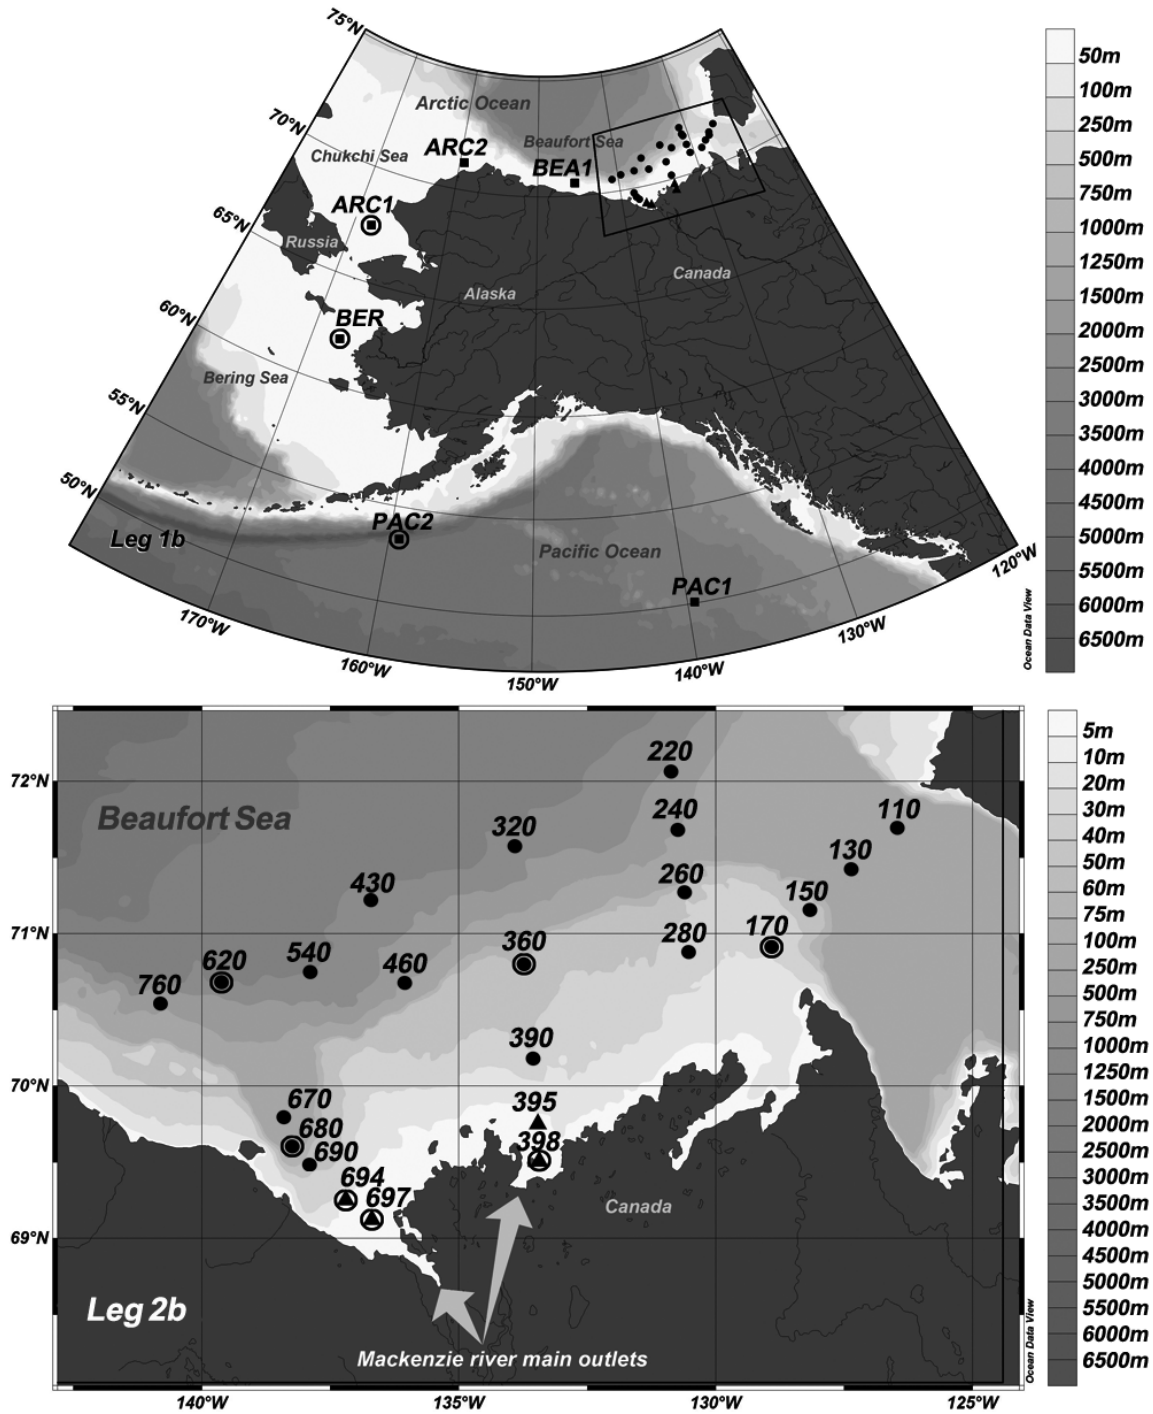 75°N
70°N
65°N
60°N
55°N
50°N
Arctic Ocean
Beaufort Sea
Chukchi Sea
ARC2
BEA1
ARC1
Russia
Canada
Alaska
BER
Bering Sea
PAC2
Leg 1b
Pacific Ocean
PAC1
170°W
160°W
150°W
140°W
130°W
120°W
Ocean Data View
50m
100m
250m
500m
750m
1000m
1250m
1500m
2000m
2500m
3000m
3500m
4000m
4500m
5000m
5500m
6000m
6500m
72°N
71°N
70°N
69°N
Beaufort Sea
220
240
110
320
130
260
430
150
170
280
360
540
460
620
760
390
670
395
680
398
690
694
697
Canada
Leg 2b
Mackenzie river main outlets
140°W
135°W
130°W
125°W
Ocean Data View
5m
10m
20m
30m
40m
50m
60m
75m
100m
250m
500m
750m
1000m
1250m
1500m
2000m
2500m
3000m
3500m
4000m
4500m
5000m
5500m
6000m
6500m